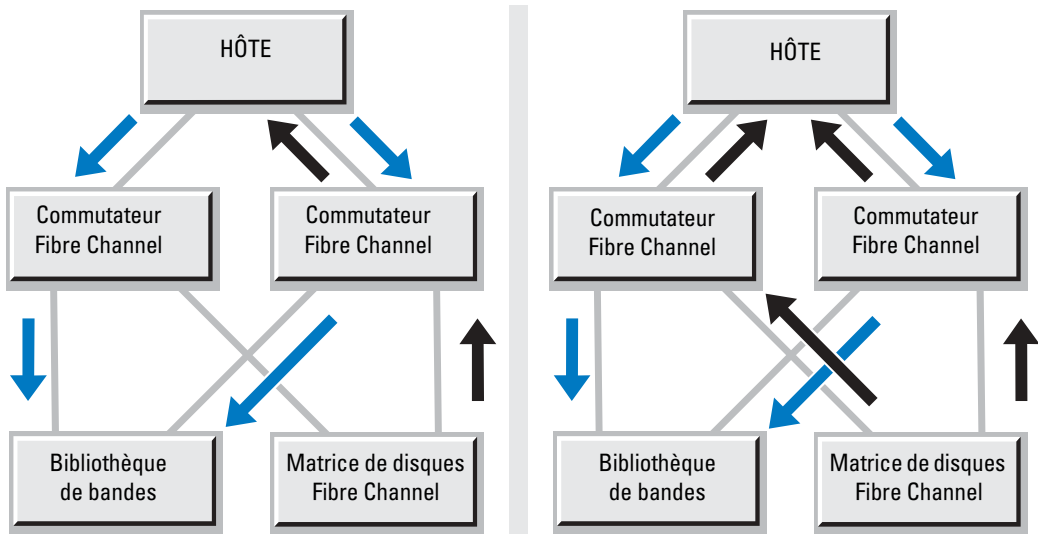 HÔTE
Commutateur
Fibre Channel
Commutateur
Fibre Channel
Bibliothèque
de bandes
Matrice de disques
Fibre Channel
HÔTE
Commutateur
Fibre Channel
Commutateur
Fibre Channel
Bibliothèque
de bandes
Matrice de disques
Fibre Channel